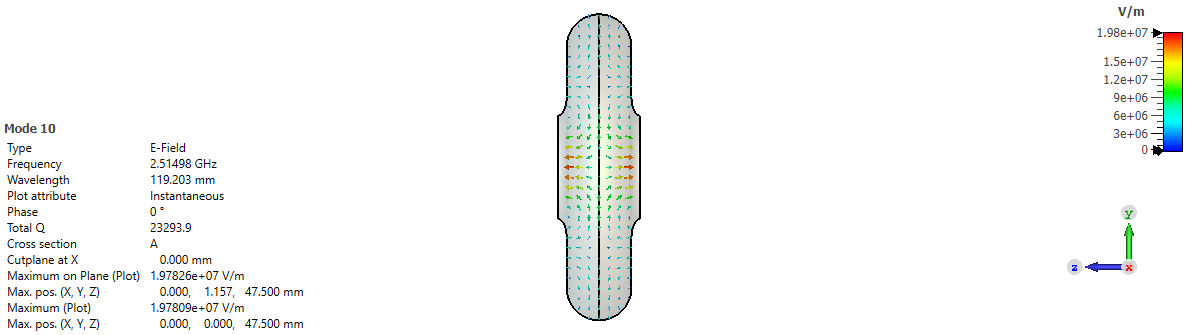 V/m
1.98e+07
1.5e+07
1.2e+07
9e+06
6e+06
3e+06
0
Mode 10
Type E-Field
Frequency 2.51498 GHz
Wavelength 119.203 mm
Plot attribute Instantaneous
Phase 0 °
Total Q 23293.9
Cross section A
Cutplane at X 0.000 mm
Maximum on Plane (Plot) 1.97826e+07 V/m
Max. pos. (X, Y, Z) 0.000, 1.157, 47.500 mm
Maximum (Plot) 1.97809e+07 V/m
Max. pos. (X, Y, Z) 0.000, 0.000, 47.500 mm
y
z
x